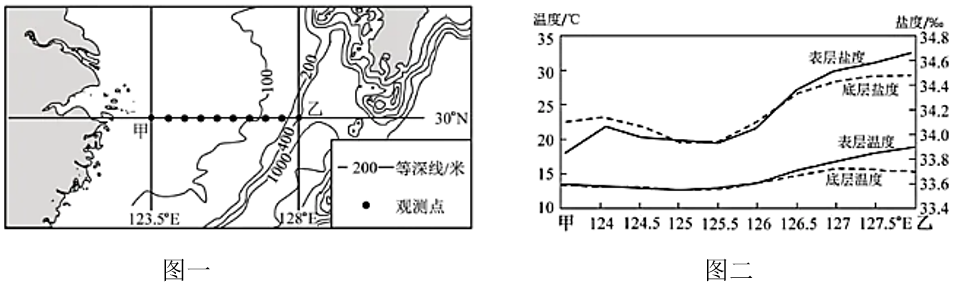 100
200
400
1000
甲
乙
30°N
—200—等深线/米
● 观测点
123.5°E
128°E
图一
温度/℃
盐度/‰
35
30
25
20
15
10
34.8
34.6
34.4
34.2
34.0
33.8
33.6
33.4
表层盐度
底层盐度
表层温度
底层温度
甲 124 124.5 125 125.5 126 126.5 127 127.5°E 乙
图二